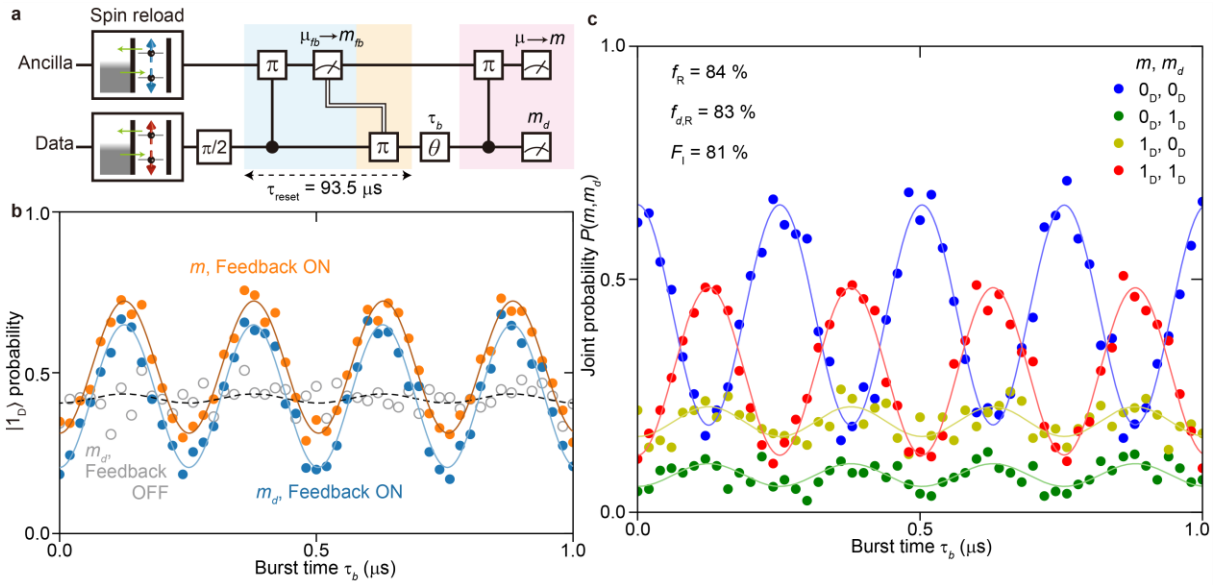 a
Spin reload
Ancilla
Data
π/2
π
μfb→mfb
π
τb
θ
π
μ→m
md
τreset = 93.5 μs
b
1.0
0.5
0.0
|1D⟩ probability
m, Feedback ON
md, Feedback OFF
md, Feedback ON
0.0 0.5 1.0
Burst time τb (μs)
c
1.0
0.5
0.0
Joint probability P(m,md)
fR = 84 %
fd,R = 83 %
FI = 81 %
m, md
0D, 0D
0D, 1D
1D, 0D
1D, 1D
0.0 0.5 1.0
Burst time τb (μs)